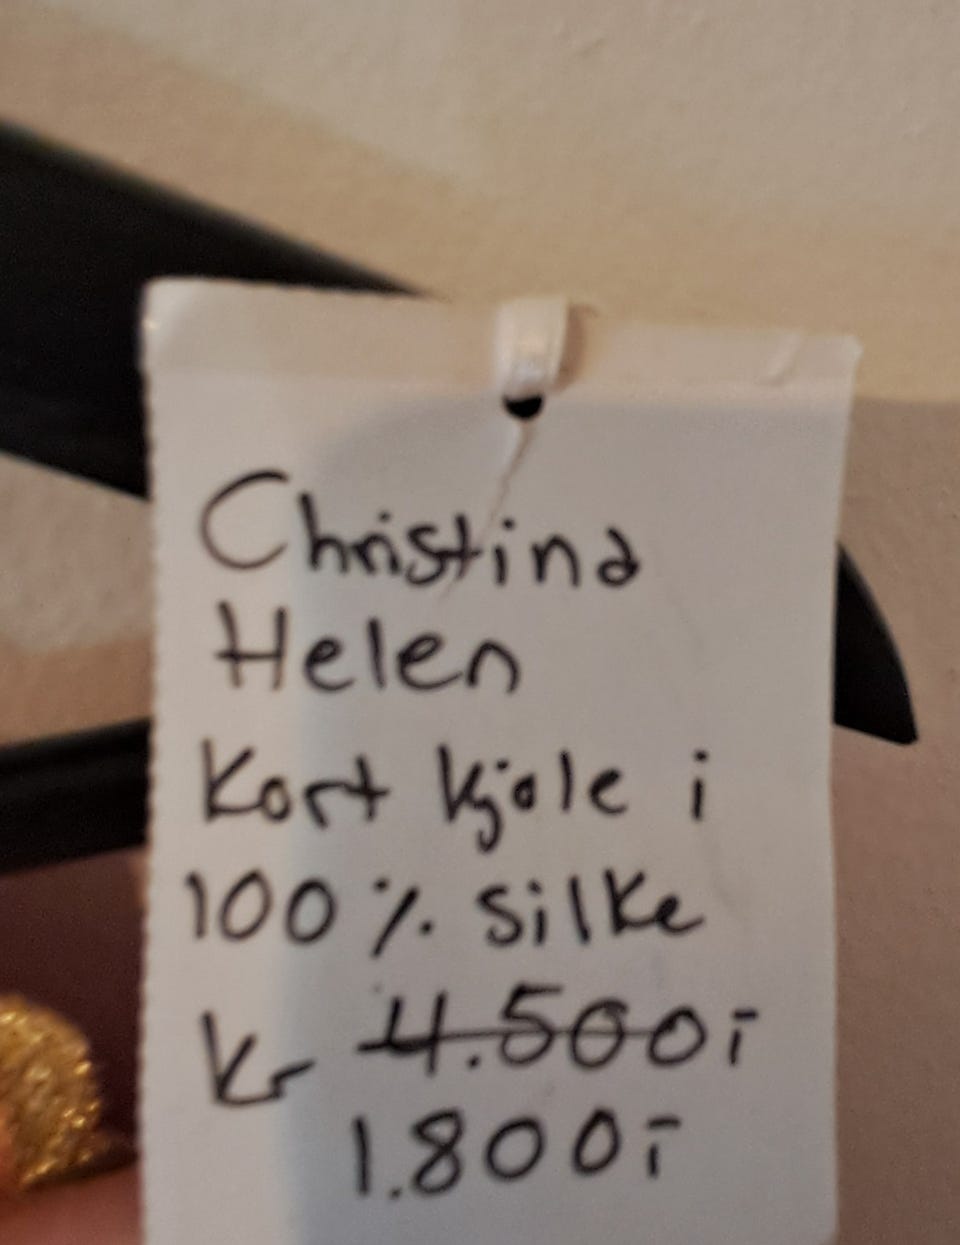 Christina
Helen
Kort kjole i
100% silke
kr 4.500,-
1.800,-